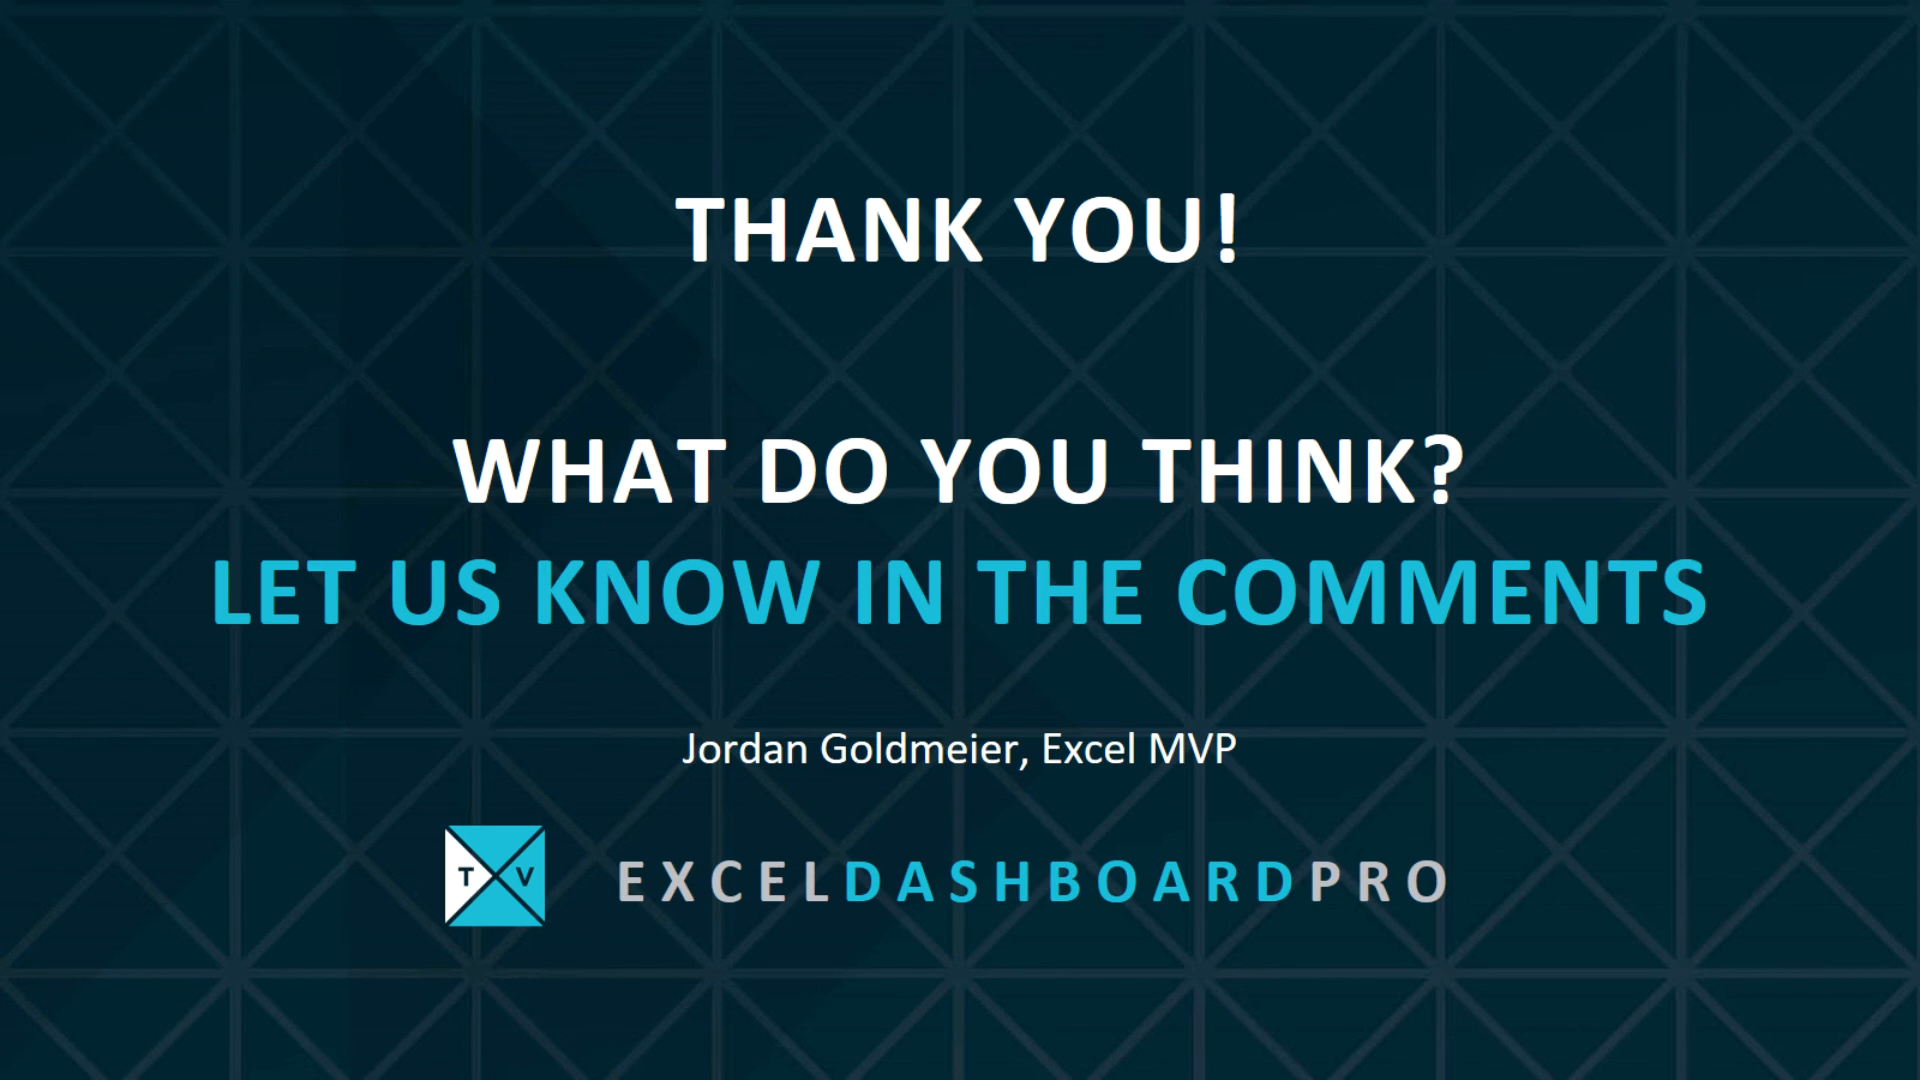 THANK YOU!
WHAT DO YOU THINK?
LET US KNOW IN THE COMMENTS
Jordan Goldmeier, Excel MVP
T V
EXCELDASHBOARDPRO